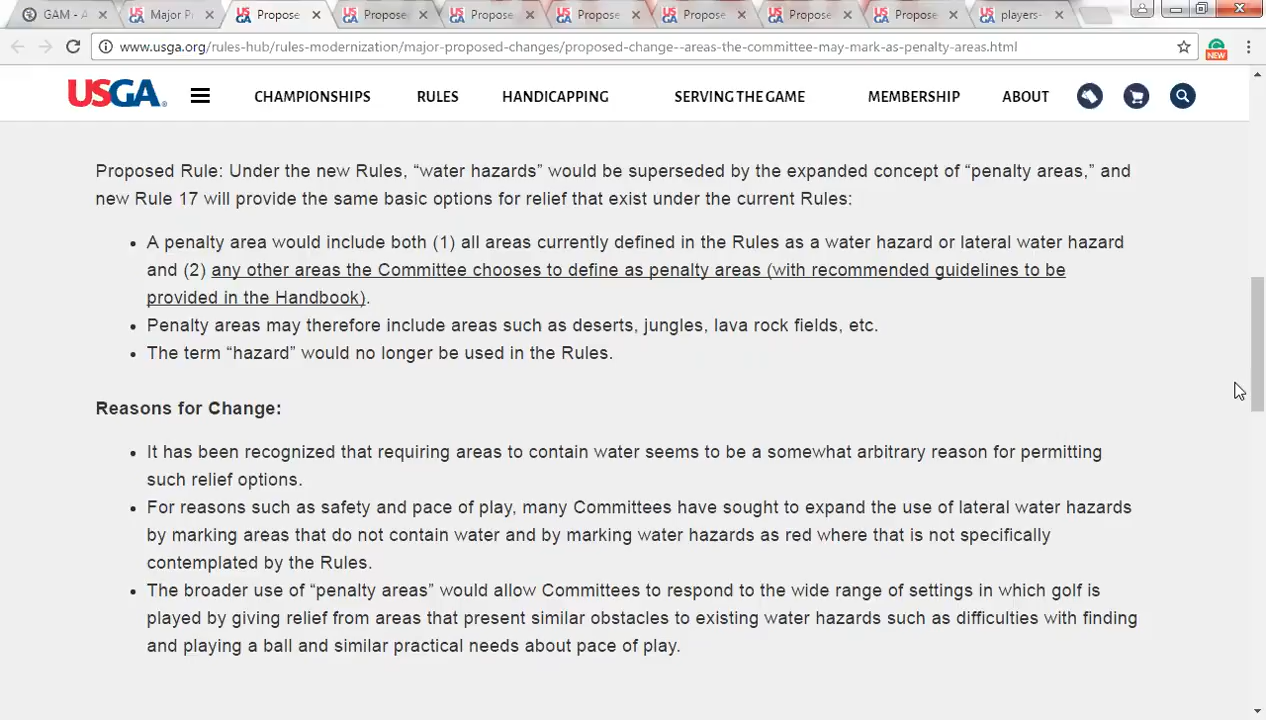 GAM - A
Major P
Propose
Propose
Propose
Propose
Propose
Propose
Propose
players-
www.usga.org/rules-hub/rules-modernization/major-proposed-changes/proposed-change--areas-the-committee-may-mark-as-penalty-areas.html
NEW
USGA
CHAMPIONSHIPS
RULES
HANDICAPPING
SERVING THE GAME
MEMBERSHIP
ABOUT
Proposed Rule: Under the new Rules, “water hazards” would be superseded by the expanded concept of “penalty areas,” and
new Rule 17 will provide the same basic options for relief that exist under the current Rules:
• A penalty area would include both (1) all areas currently defined in the Rules as a water hazard or lateral water hazard
and (2) any other areas the Committee chooses to define as penalty areas (with recommended guidelines to be
provided in the Handbook).
• Penalty areas may therefore include areas such as deserts, jungles, lava rock fields, etc.
• The term “hazard” would no longer be used in the Rules.
Reasons for Change:
• It has been recognized that requiring areas to contain water seems to be a somewhat arbitrary reason for permitting
such relief options.
• For reasons such as safety and pace of play, many Committees have sought to expand the use of lateral water hazards
by marking areas that do not contain water and by marking water hazards as red where that is not specifically
contemplated by the Rules.
• The broader use of “penalty areas” would allow Committees to respond to the wide range of settings in which golf is
played by giving relief from areas that present similar obstacles to existing water hazards such as difficulties with finding
and playing a ball and similar practical needs about pace of play.